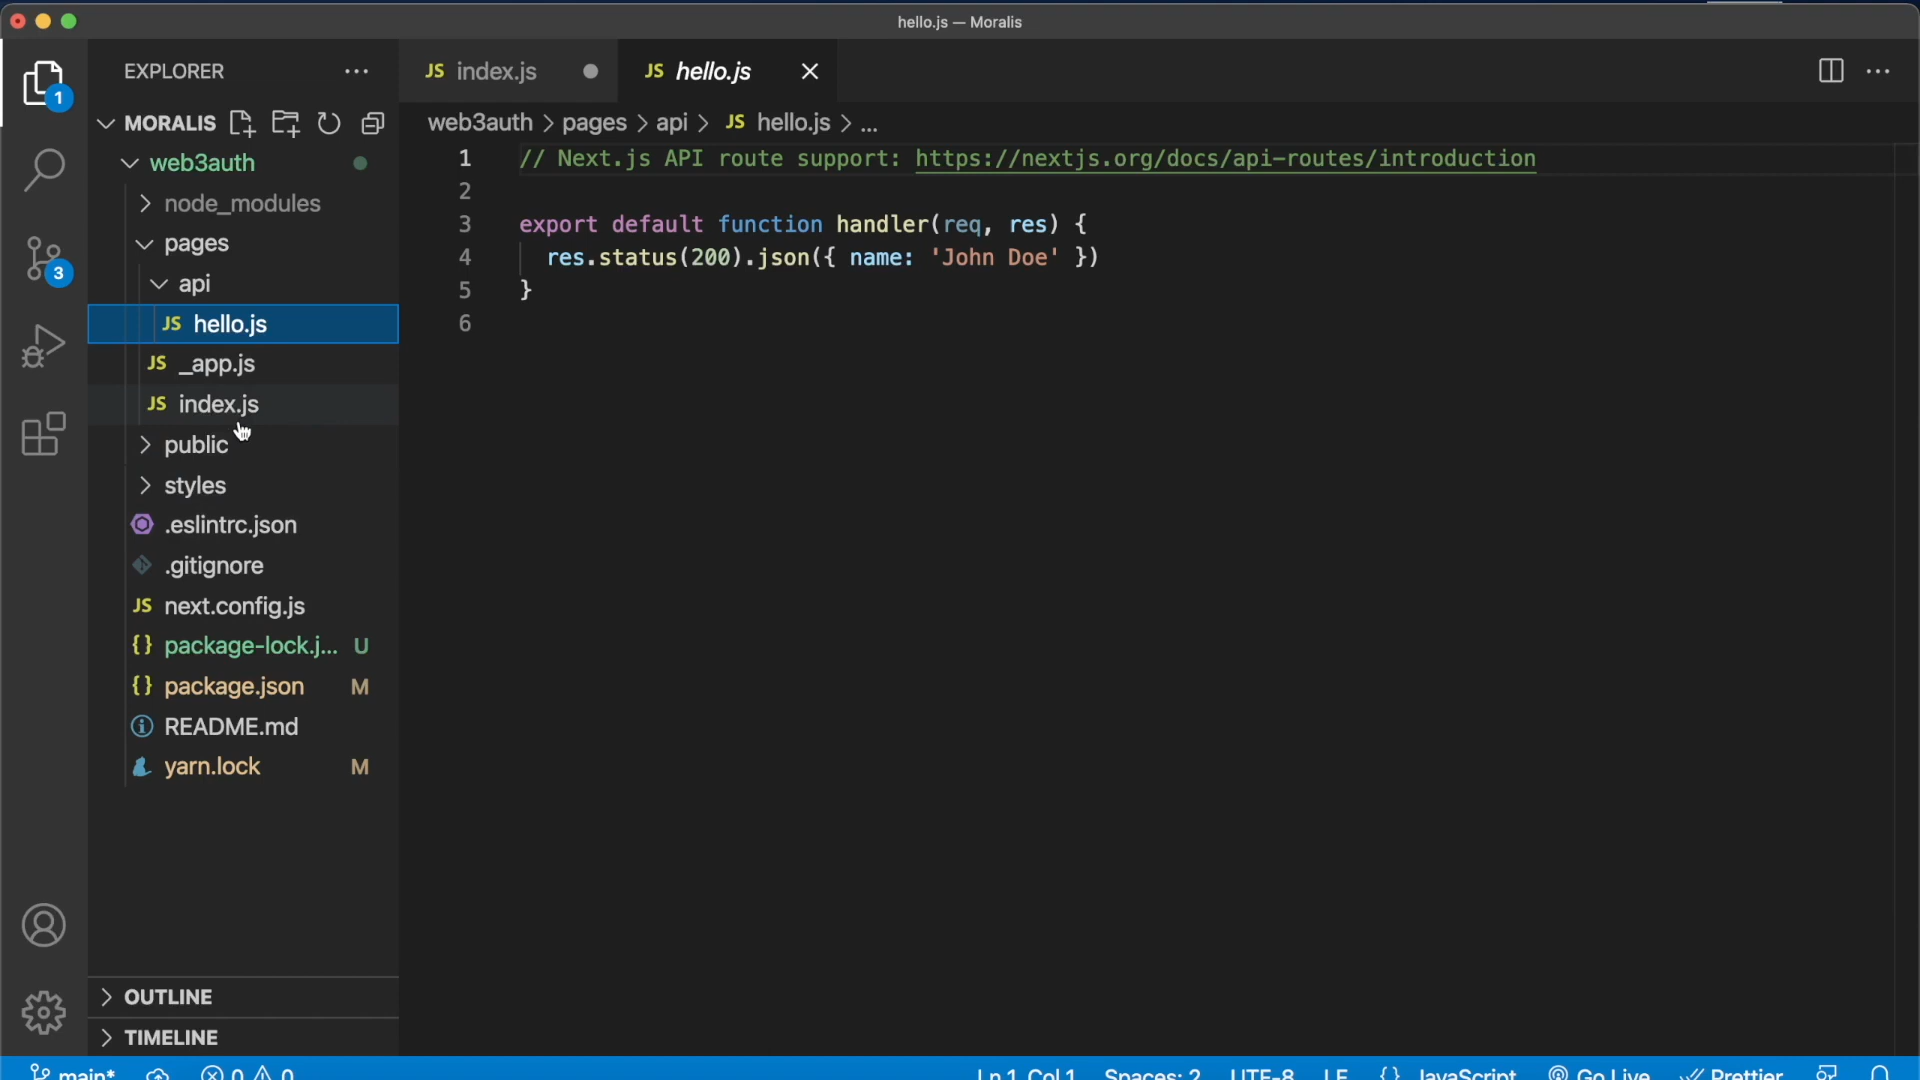 hello.js — Moralis
EXPLORER
JS index.js
JS hello.js
1
MORALIS
web3auth > pages > api > JS hello.js > ...
web3auth
node_modules
pages
api
JS hello.js
JS _app.js
JS index.js
public
styles
.eslintrc.json
.gitignore
JS next.config.js
{} package-lock.j... U
{} package.json M
README.md
yarn.lock M
3
OUTLINE
TIMELINE
1 // Next.js API route support: https://nextjs.org/docs/api-routes/introduction
2
3 export default function handler(req, res) {
4 res.status(200).json({ name: 'John Doe' })
5 }
6
main* 0 0 Ln 1, Col 1 Spaces: 2 UTF-8 LF {} JavaScript Go Live Prettier